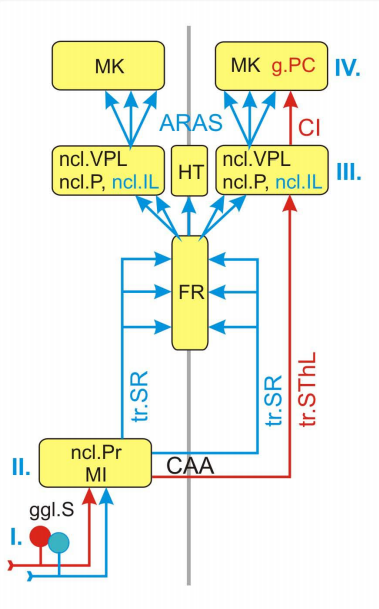 MK
MK g.PC
IV.
ARAS
CI
ncl.VPL
ncl.P, ncl.IL
HT
ncl.VPL
ncl.P, ncl.IL
III.
FR
tr.SR
tr.SR
tr.SThL
II.
ncl.Pr
MI
CAA
ggl.S
I.